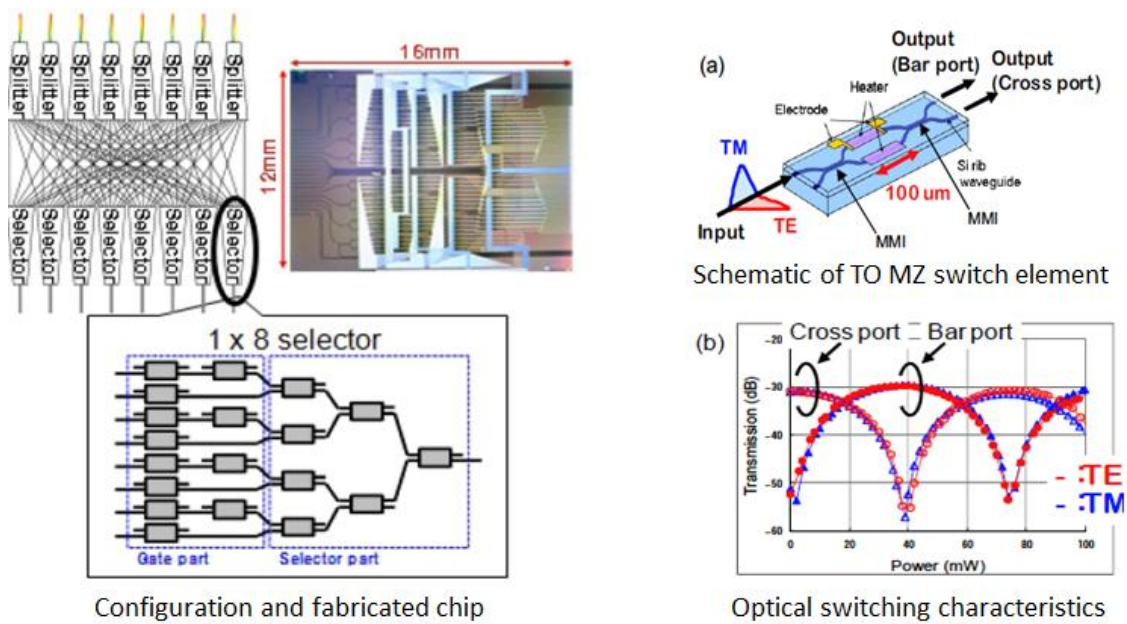 Splitter
Splitter
Splitter
Splitter
Splitter
Splitter
Splitter
Splitter
Selector
Selector
Selector
Selector
Selector
Selector
Selector
Selector
16mm
12mm
1 x 8 selector
Gate part
Selector part
Configuration and fabricated chip
(a)
Output
(Bar port)
Output
(Cross port)
Heater
Electrode
TM
Si rib
waveguide
100 um
TE
Input
MMI
MMI
Schematic of TO MZ switch element
(b)
Cross port
Bar port
Transmission (dB)
-20
-30
-40
-50
-60
0
20
40
60
80
100
Power (mW)
- :TE
- :TM
Optical switching characteristics